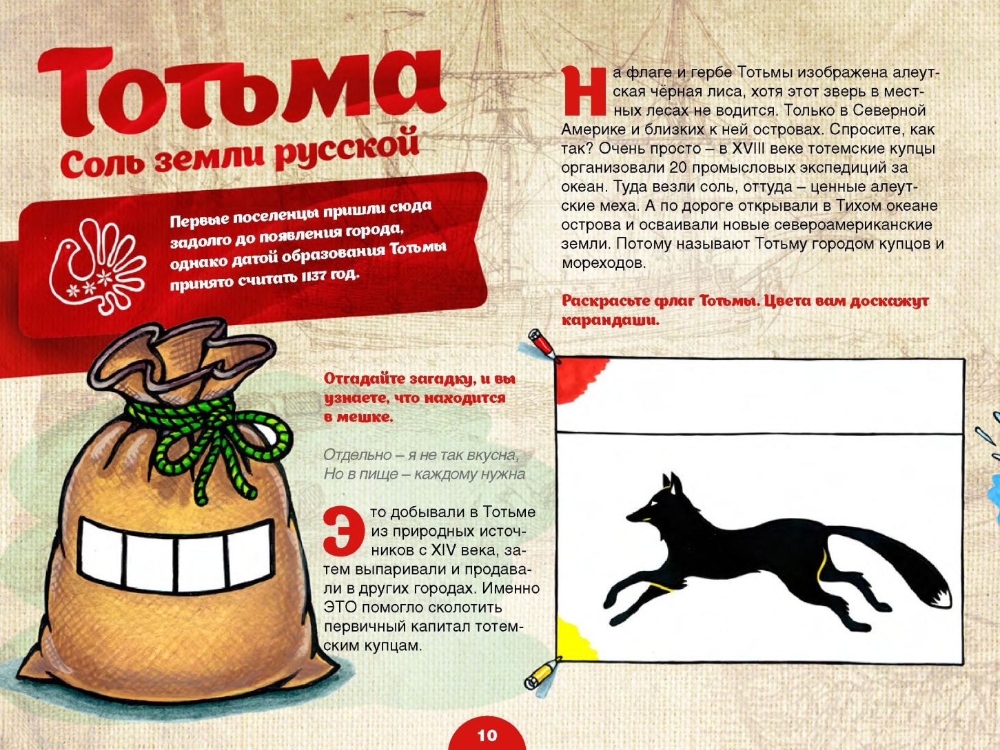 Тотьма
Соль земли русской
Первые поселенцы пришли сюда
задолго до появления города,
однако датой образования Тотьмы
принято считать 1137 год.
Отгадайте загадку, и вы
узнаете, что находится
в мешке.
Отдельно – я не так вкусна,
Но в пище – каждому нужна
Это добывали в Тотьме
из природных источ-
ников с XIV века, за-
тем выпаривали и продава-
ли в других городах. Именно
ЭТО помогло сколотить
первичный капитал тотем-
ским купцам.
На флаге и гербе Тотьмы изображена алеут-
ская чёрная лиса, хотя этот зверь в мест-
ных лесах не водится. Только в Северной
Америке и близких к ней островах. Спросите, как
так? Очень просто – в XVIII веке тотемские купцы
организовали 20 промысловых экспедиций за
океан. Туда везли соль, оттуда – ценные алеут-
ские меха. А по дороге открывали в Тихом океане
острова и осваивали новые североамериканские
земли. Потому называют Тотьму городом купцов и
мореходов.
Раскрасьте флаг Тотьмы. Цвета вам доскажут
карандаши.
10